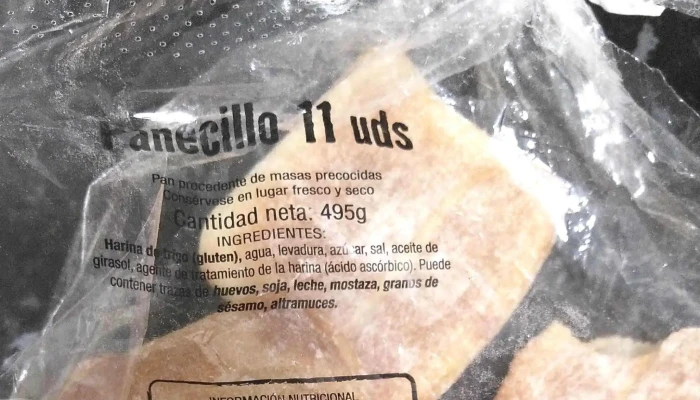 Panecillo 11 uds
Pan procedente de masas precocidas
Consérvese en lugar fresco y seco
Cantidad neta: 495g
INGREDIENTES:
Harina de trigo (gluten), agua, levadura, azúcar, sal, aceite de
girasol, agente de tratamiento de la harina (ácido ascórbico). Puede
contener trazas de huevos, soja, leche, mostaza, granos de
sésamo, altramuces.
INFORMACIÓN NUTRICIONAL